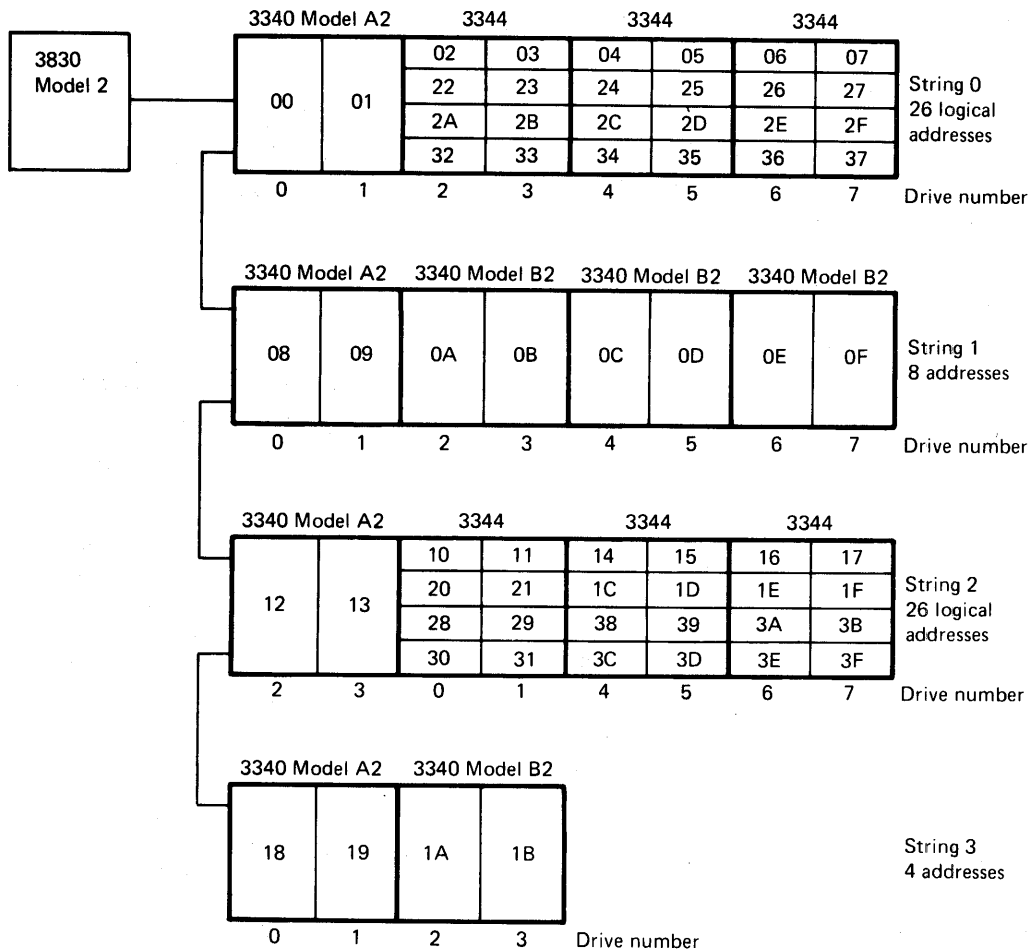 3830
Model 2
3340 Model A2 3344 3344 3344
02 03 04 05 06 07
22 23 24 25 26 27
00 01
2A 2B 2C 2D 2E 2F
32 33 34 35 36 37
String 0
26 logical
addresses
0 1 2 3 4 5 6 7 Drive number
3340 Model A2 3340 Model B2 3340 Model B2 3340 Model B2
08 09 0A 0B 0C 0D 0E 0F
String 1
8 addresses
0 1 2 3 4 5 6 7 Drive number
3340 Model A2 3344 3344 3344
10 11 14 15 16 17
20 21 1C 1D 1E 1F
12 13
28 29 38 39 3A 3B
30 31 3C 3D 3E 3F
String 2
26 logical
addresses
2 3 0 1 4 5 6 7 Drive number
3340 Model A2 3340 Model B2
18 19 1A 1B
String 3
4 addresses
0 1 2 3 Drive number